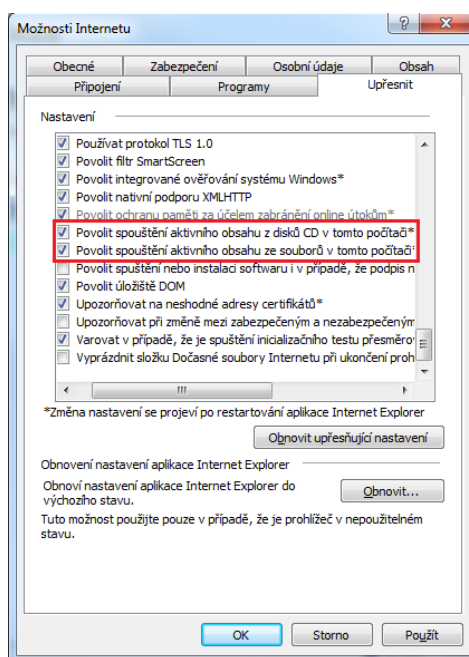 Možnosti Internetu
Obecné Zabezpečení Osobní údaje Obsah
Připojení Programy Upřesnit
Nastavení
Používat protokol TLS 1.0
Povolit filtr SmartScreen
Povolit integrované ověřování systému Windows*
Povolit nativní podporu XMLHTTP
Povolit ochranu paměti za účelem zabránění online útokům*
Povolit spouštění aktivního obsahu z disků CD v tomto počítači*
Povolit spouštění aktivního obsahu ze souborů v tomto počítači*
Povolit spuštění nebo instalaci softwaru i v případě, že podpis n
Povolit úložiště DOM
Upozorňovat na neshodné adresy certifikátů*
Upozorňovat při změně mezi zabezpečeným a nezabezpečeným
Varovat v případě, že je spuštění inicializačního testu přesměrov
Vyprázdnit složku Dočasné soubory Internetu při ukončení proh
*Změna nastavení se projeví po restartování aplikace Internet Explorer
Obnovit upřesňující nastavení
Obnovení nastavení aplikace Internet Explorer
Obnoví nastavení aplikace Internet Explorer do
výchozího stavu.
Obnovit...
Tuto možnost použijte pouze v případě, že je prohlížeč v nepoužitelném
stavu.
OK Storno Použít